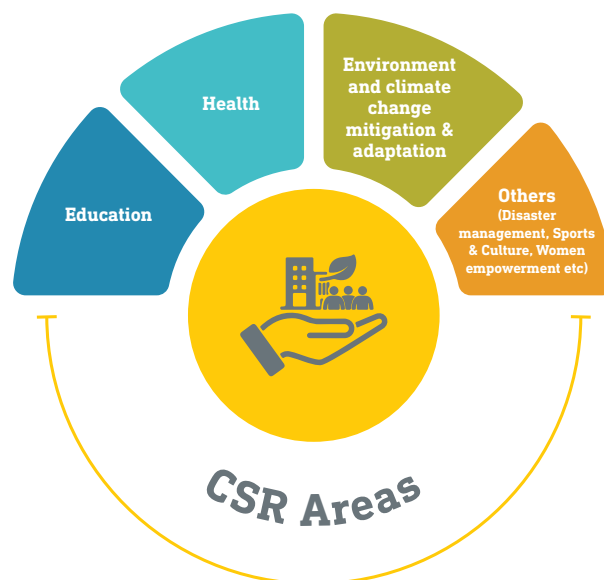 Education
Health
Environment
and climate
change
mitigation &
adaptation
Others
(Disaster
management, Sports
& Culture, Women
empowerment etc)
CSR Areas